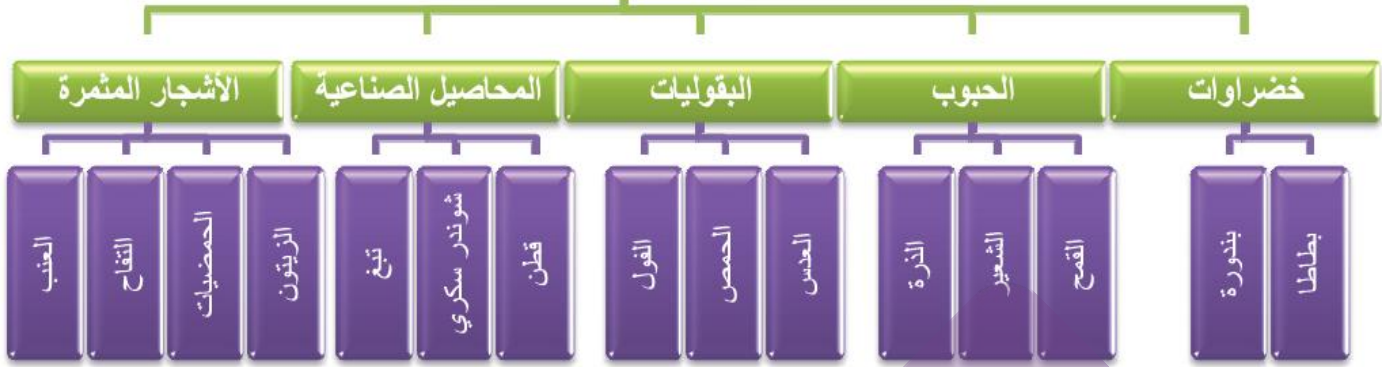 خضراوات
الحبوب
البقوليات
المحاصيل الصناعية
الأشجار المثمرة
بطاطا
بندورة
القمح
الشعير
الذرة
العدس
الحمص
الفول
قطن
شوندر سكري
تبغ
الزيتون
الحمضيات
التفاح
العنب